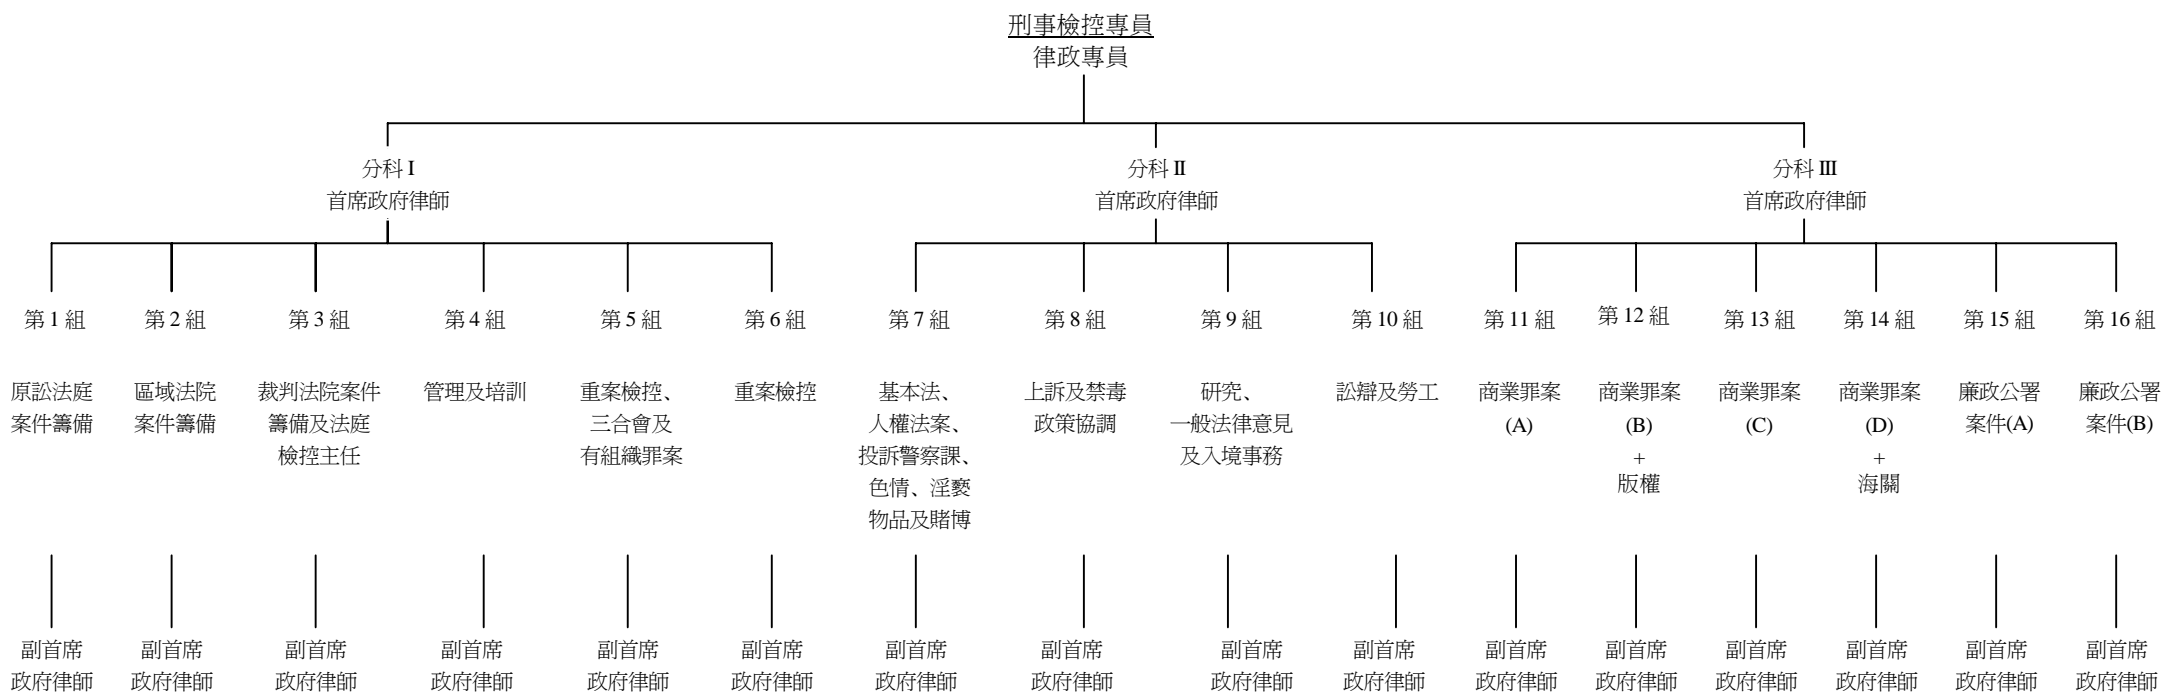 刑事檢控專員
律政專員
分科 I
首席政府律師
分科 II
首席政府律師
分科 III
首席政府律師
第 1 組
原訟法庭
案件籌備
副首席
政府律師
第 2 組
區域法院
案件籌備
副首席
政府律師
第 3 組
裁判法院案件
籌備及法庭
檢控主任
副首席
政府律師
第 4 組
管理及培訓
副首席
政府律師
第 5 組
重案檢控、
三合會及
有組織罪案
副首席
政府律師
第 6 組
重案檢控
副首席
政府律師
第 7 組
基本法、
人權法案、
投訴警察課、
色情、淫褻
物品及賭博
副首席
政府律師
第 8 組
上訴及禁毒
政策協調
副首席
政府律師
第 9 組
研究、
一般法律意見
及入境事務
副首席
政府律師
第 10 組
訟辯及勞工
副首席
政府律師
第 11 組
商業罪案
(A)
副首席
政府律師
第 12 組
商業罪案
(B)
+
版權
副首席
政府律師
第 13 組
商業罪案
(C)
副首席
政府律師
第 14 組
商業罪案
(D)
+
海關
副首席
政府律師
第 15 組
廉政公署
案件(A)
副首席
政府律師
第 16 組
廉政公署
案件(B)
副首席
政府律師